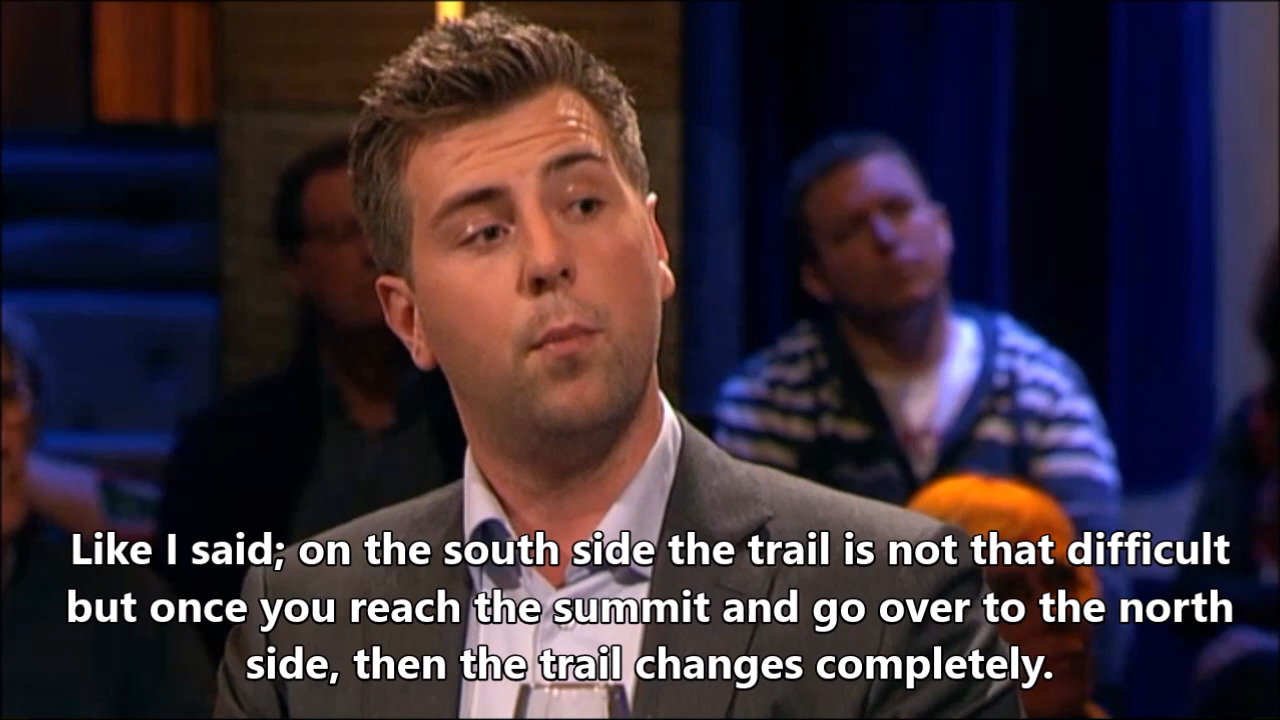 Like I said; on the south side the trail is not that difficult
but once you reach the summit and go over to the north
side, then the trail changes completely.